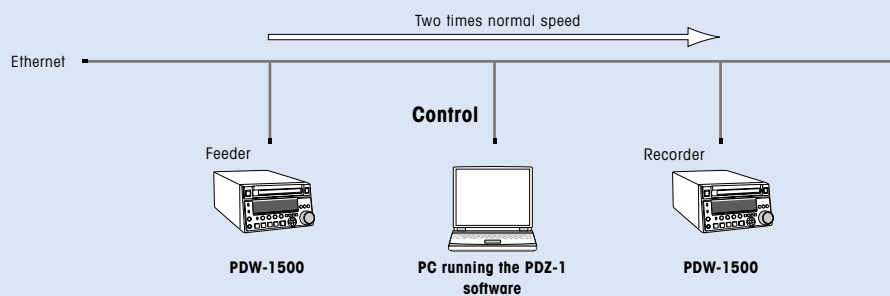 Two times normal speed
Ethernet
Control
Feeder
Recorder
PDW-1500
PC running the PDZ-1
software
PDW-1500